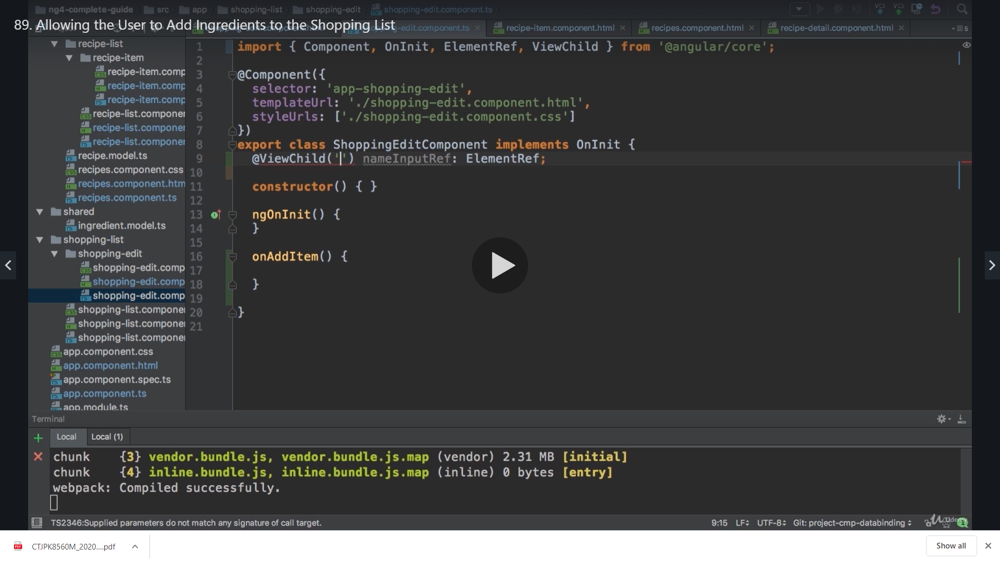 ng4-complete-guide src app shopping-list shopping-edit shopping-edit.component.ts
89. Allowing the User to Add Ingredients to the Shopping List
shopping-edit.component.ts
recipe-item.component.html
recipes.component.html
recipe-detail.component.html
5
recipe-list
recipe-item
recipe-item.comp
recipe-item.comp
recipe-item.comp
recipe-list.componer
recipe-list.componer
recipe-list.componer
recipe.model.ts
recipes.component.css
recipes.component.htm
recipes.component.ts
shared
ingredient.model.ts
shopping-list
shopping-edit
shopping-edit.comp
shopping-edit.comp
shopping-edit.comp
shopping-list.componer
shopping-list.componer
shopping-list.componer
app.component.css
app.component.html
app.component.spec.ts
app.component.ts
app.module.ts
1 import { Component, OnInit, ElementRef, ViewChild } from '@angular/core';
2
3 @Component({
4 selector: 'app-shopping-edit',
5 templateUrl: './shopping-edit.component.html',
6 styleUrls: ['./shopping-edit.component.css']
7 })
8 export class ShoppingEditComponent implements OnInit {
9 @ViewChild('') nameInputRef: ElementRef;
10
11 constructor() { }
12
13 ngOnInit() {
14 }
15
16 onAddItem() {
17
18 }
19
20 }
21
Terminal
Local Local (1)
chunk {3} vendor.bundle.js, vendor.bundle.js.map (vendor) 2.31 MB [initial]
chunk {4} inline.bundle.js, inline.bundle.js.map (inline) 0 bytes [entry]
webpack: Compiled successfully.
TS2346:Supplied parameters do not match any signature of call target.
9:15 LF UTF-8 Git: project-cmp-databinding
Udemy
CTJPK8560M_2020....pdf
Show all